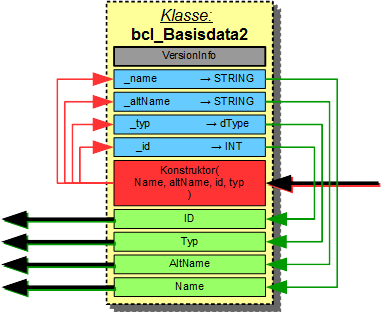 Klasse:
bcl_Basisdata2
VersionInfo
_name → STRING
_altName → STRING
_typ → dType
_id → INT
Konstruktor(
Name, altName, id, typ
)
ID
Typ
AltName
Name